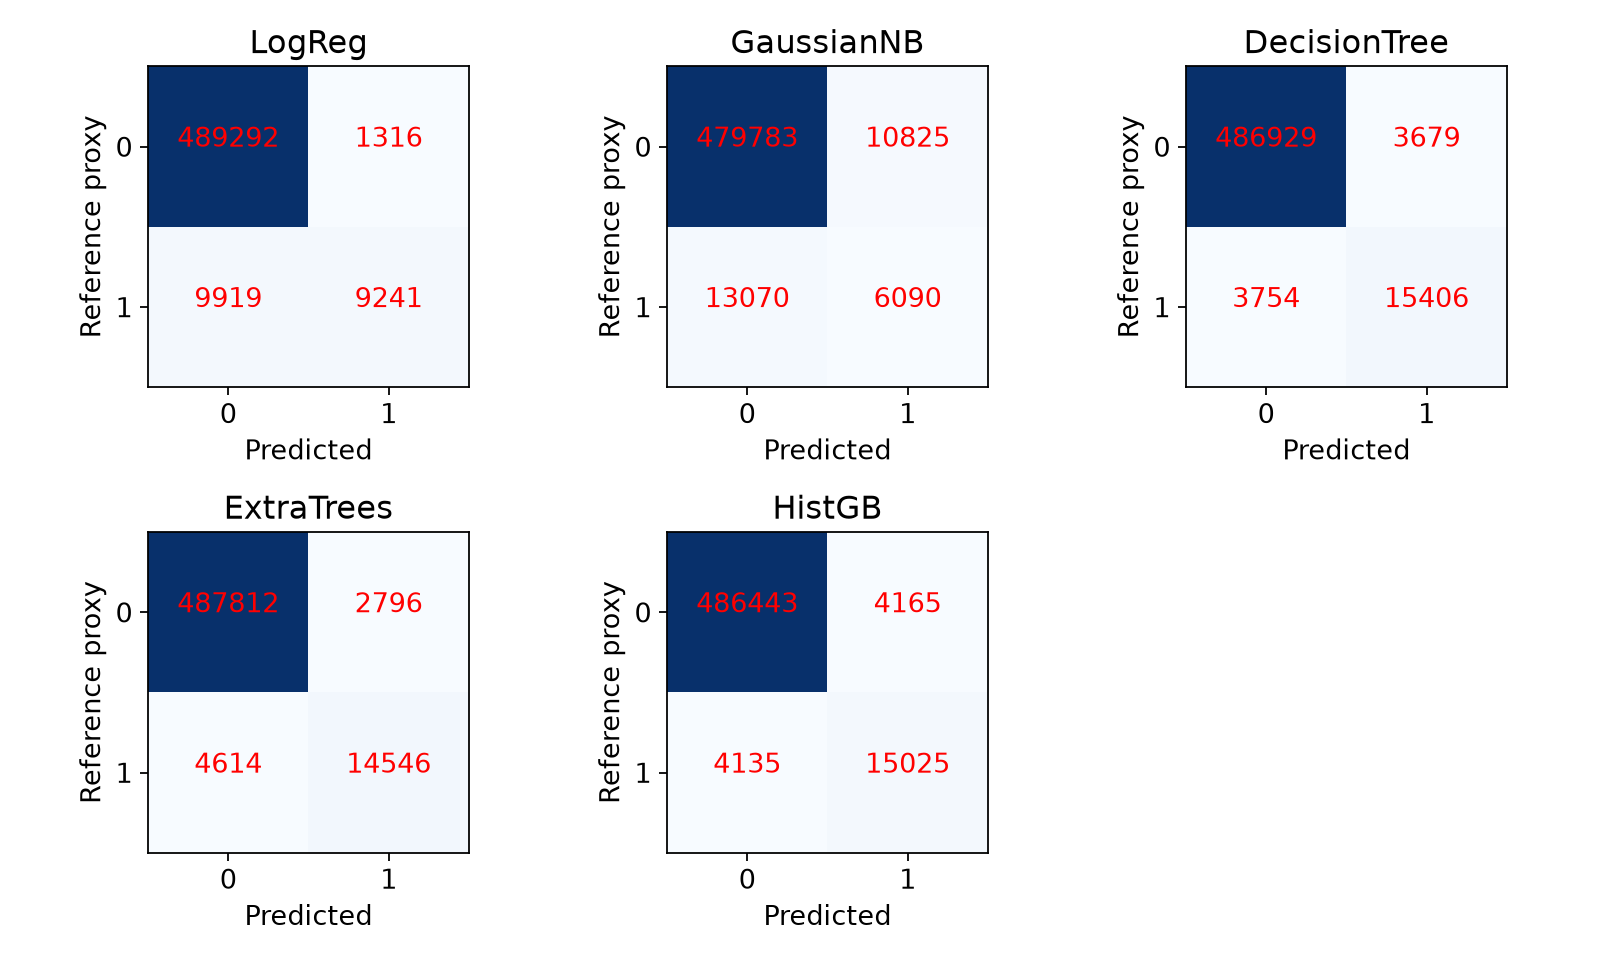 LogReg
Reference proxy
0
489292 1316
1
9919 9241
0 1
Predicted
GaussianNB
Reference proxy
0
479783 10825
1
13070 6090
0 1
Predicted
DecisionTree
Reference proxy
0
486929 3679
1
3754 15406
0 1
Predicted
ExtraTrees
Reference proxy
0
487812 2796
1
4614 14546
0 1
Predicted
HistGB
Reference proxy
0
486443 4165
1
4135 15025
0 1
Predicted